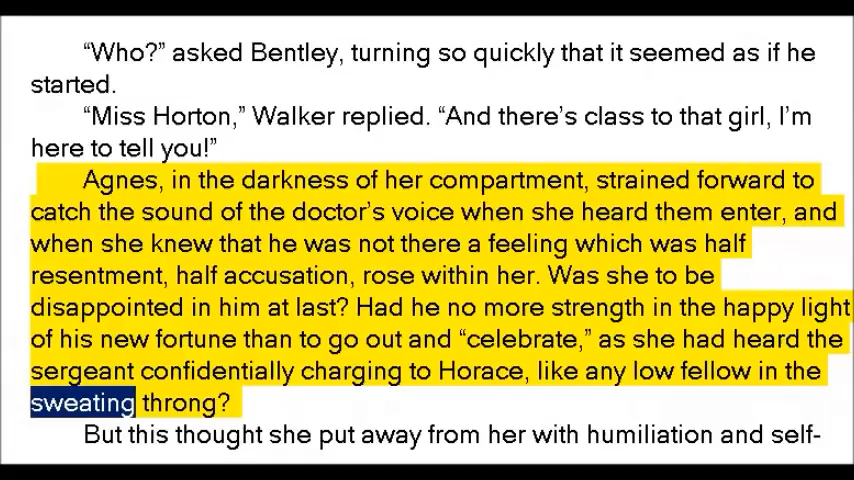 “Who?” asked Bentley, turning so quickly that it seemed as if he
started.
“Miss Horton,” Walker replied. “And there’s class to that girl, I’m
here to tell you!”
Agnes, in the darkness of her compartment, strained forward to
catch the sound of the doctor’s voice when she heard them enter, and
when she knew that he was not there a feeling which was half
resentment, half accusation, rose within her. Was she to be
disappointed in him at last? Had he no more strength in the happy light
of his new fortune than to go out and “celebrate,” as she had heard the
sergeant confidentially charging to Horace, like any low fellow in the
sweating throng?
But this thought she put away from her with humiliation and self-